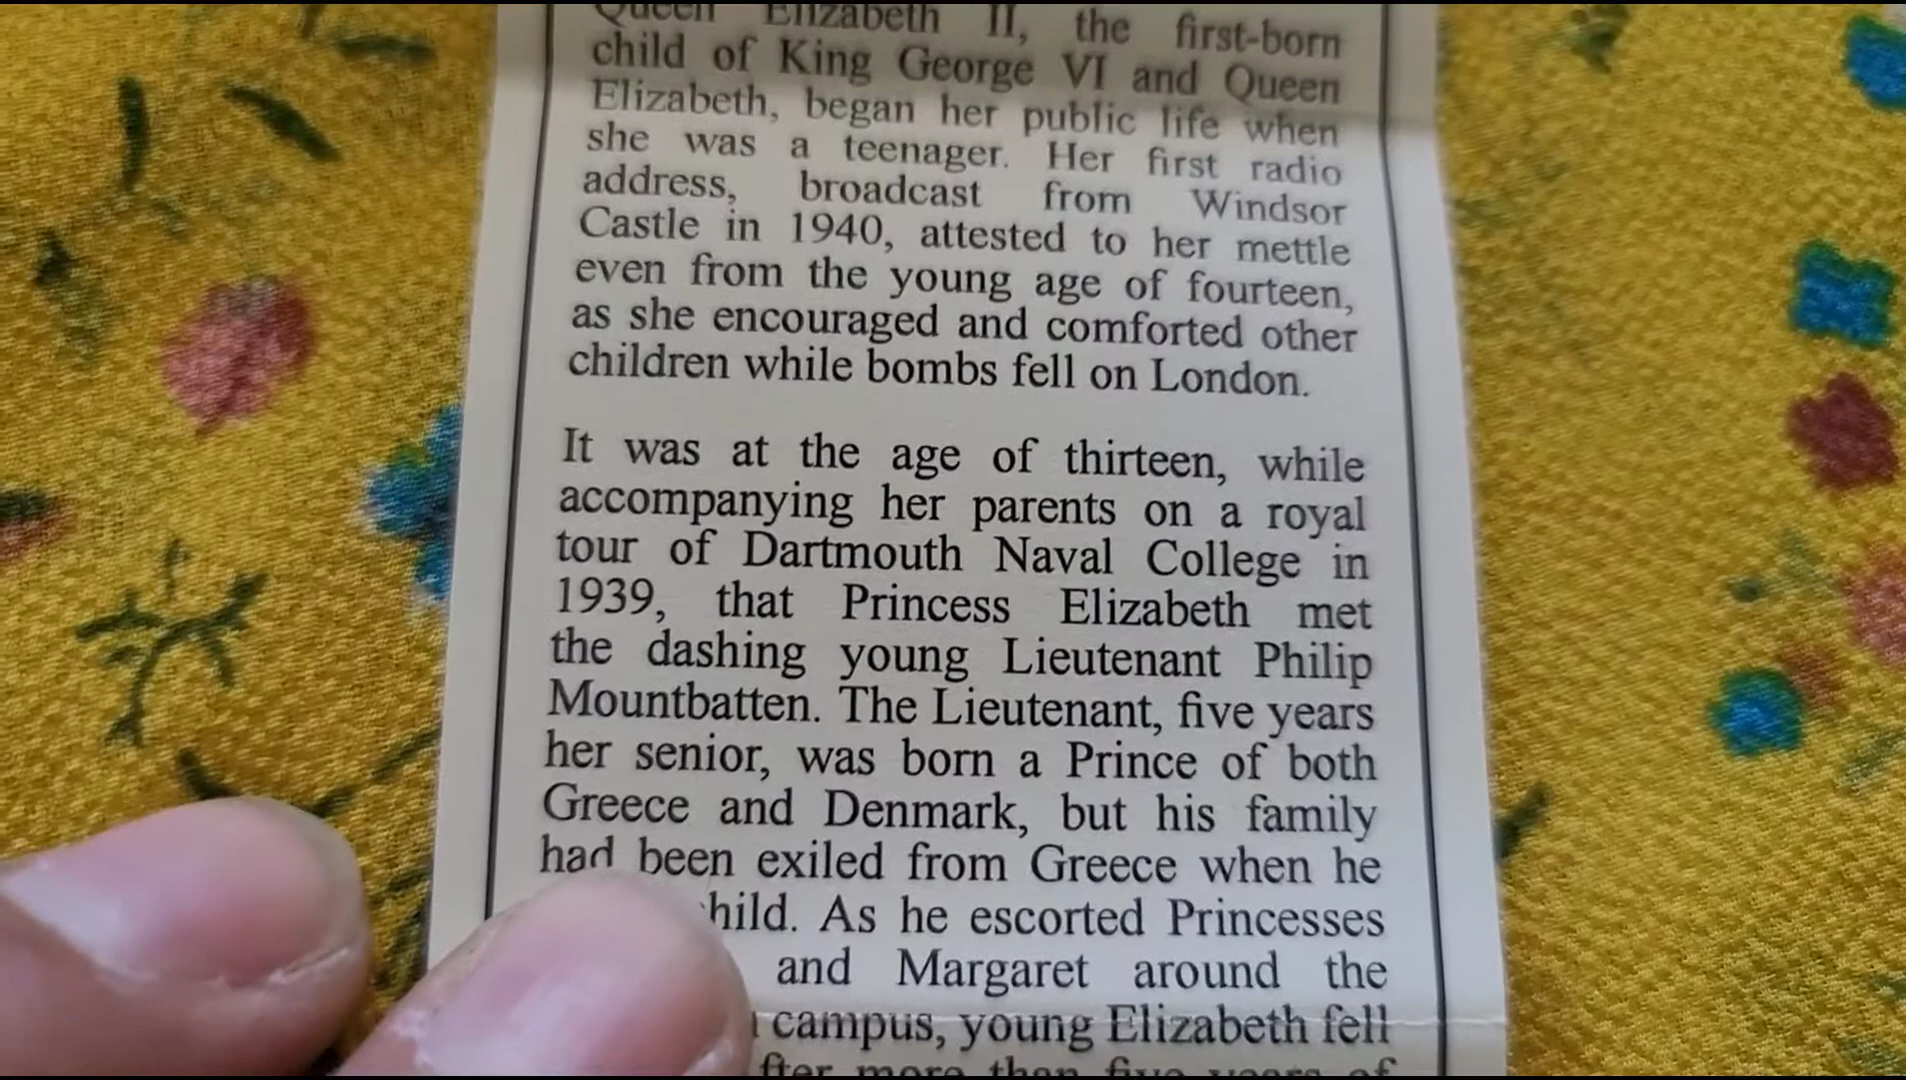 Queen Elizabeth II, the first-born
child of King George VI and Queen
Elizabeth, began her public life when
she was a teenager. Her first radio
address, broadcast from Windsor
Castle in 1940, attested to her mettle
even from the young age of fourteen,
as she encouraged and comforted other
children while bombs fell on London.
It was at the age of thirteen, while
accompanying her parents on a royal
tour of Dartmouth Naval College in
1939, that Princess Elizabeth met
the dashing young Lieutenant Philip
Mountbatten. The Lieutenant, five years
her senior, was born a Prince of both
Greece and Denmark, but his family
had been exiled from Greece when he
As he escorted Princesses
and Margaret around the
campus, young Elizabeth fell
more than five years of